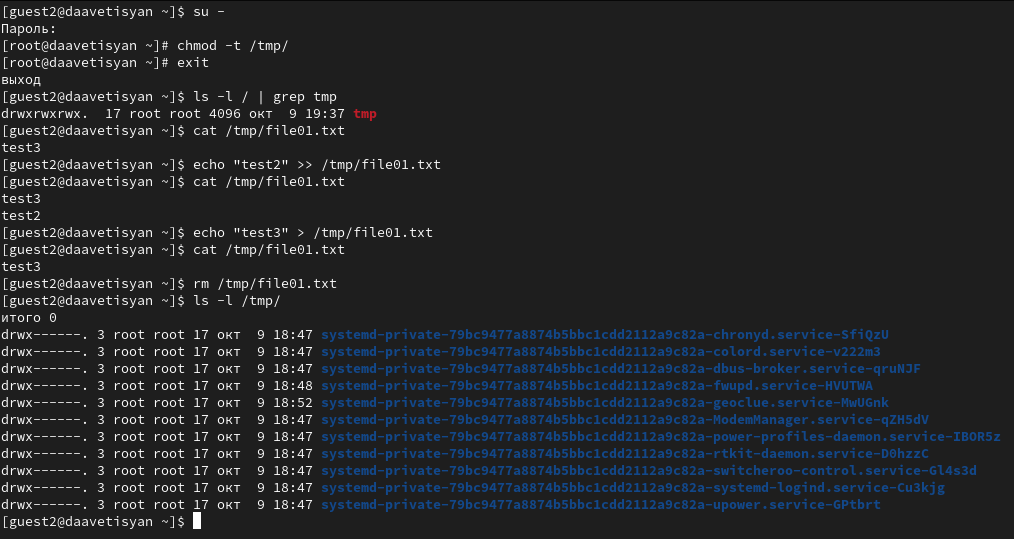 [guest2@daavetisyan ~]$ su -
Пароль:
[root@daavetisyan ~]# chmod -t /tmp/
[root@daavetisyan ~]# exit
выход
[guest2@daavetisyan ~]$ ls -l / | grep tmp
drwxrwxrwx.  17 root root 4096 окт  9 19:37 tmp
[guest2@daavetisyan ~]$ cat /tmp/file01.txt
test3
[guest2@daavetisyan ~]$ echo "test2" >> /tmp/file01.txt
[guest2@daavetisyan ~]$ cat /tmp/file01.txt
test3
test2
[guest2@daavetisyan ~]$ echo "test3" > /tmp/file01.txt
[guest2@daavetisyan ~]$ cat /tmp/file01.txt
test3
[guest2@daavetisyan ~]$ rm /tmp/file01.txt
[guest2@daavetisyan ~]$ ls -l /tmp/
итого 0
drwx------. 3 root root 17 окт  9 18:47 systemd-private-79bc9477a8874b5bbc1cdd2112a9c82a-chronyd.service-SfiQzU
drwx------. 3 root root 17 окт  9 18:47 systemd-private-79bc9477a8874b5bbc1cdd2112a9c82a-colord.service-v222m3
drwx------. 3 root root 17 окт  9 18:47 systemd-private-79bc9477a8874b5bbc1cdd2112a9c82a-dbus-broker.service-qruNJF
drwx------. 3 root root 17 окт  9 18:48 systemd-private-79bc9477a8874b5bbc1cdd2112a9c82a-fwupd.service-HVUTWA
drwx------. 3 root root 17 окт  9 18:52 systemd-private-79bc9477a8874b5bbc1cdd2112a9c82a-geoclue.service-MwUGnk
drwx------. 3 root root 17 окт  9 18:47 systemd-private-79bc9477a8874b5bbc1cdd2112a9c82a-ModemManager.service-qZH5dV
drwx------. 3 root root 17 окт  9 18:47 systemd-private-79bc9477a8874b5bbc1cdd2112a9c82a-power-profiles-daemon.service-IBOR5z
drwx------. 3 root root 17 окт  9 18:47 systemd-private-79bc9477a8874b5bbc1cdd2112a9c82a-rtkit-daemon.service-D0hzzC
drwx------. 3 root root 17 окт  9 18:47 systemd-private-79bc9477a8874b5bbc1cdd2112a9c82a-switcheroo-control.service-Gl4s3d
drwx------. 3 root root 17 окт  9 18:47 systemd-private-79bc9477a8874b5bbc1cdd2112a9c82a-systemd-logind.service-Cu3kjg
drwx------. 3 root root 17 окт  9 18:47 systemd-private-79bc9477a8874b5bbc1cdd2112a9c82a-upower.service-GPtbrt
[guest2@daavetisyan ~]$